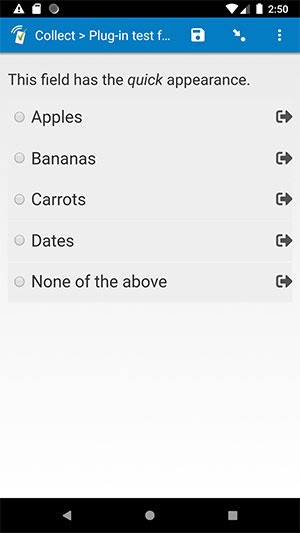 2:50
Collect > Plug-in test f...
This field has the quick appearance.
Apples
Bananas
Carrots
Dates
None of the above